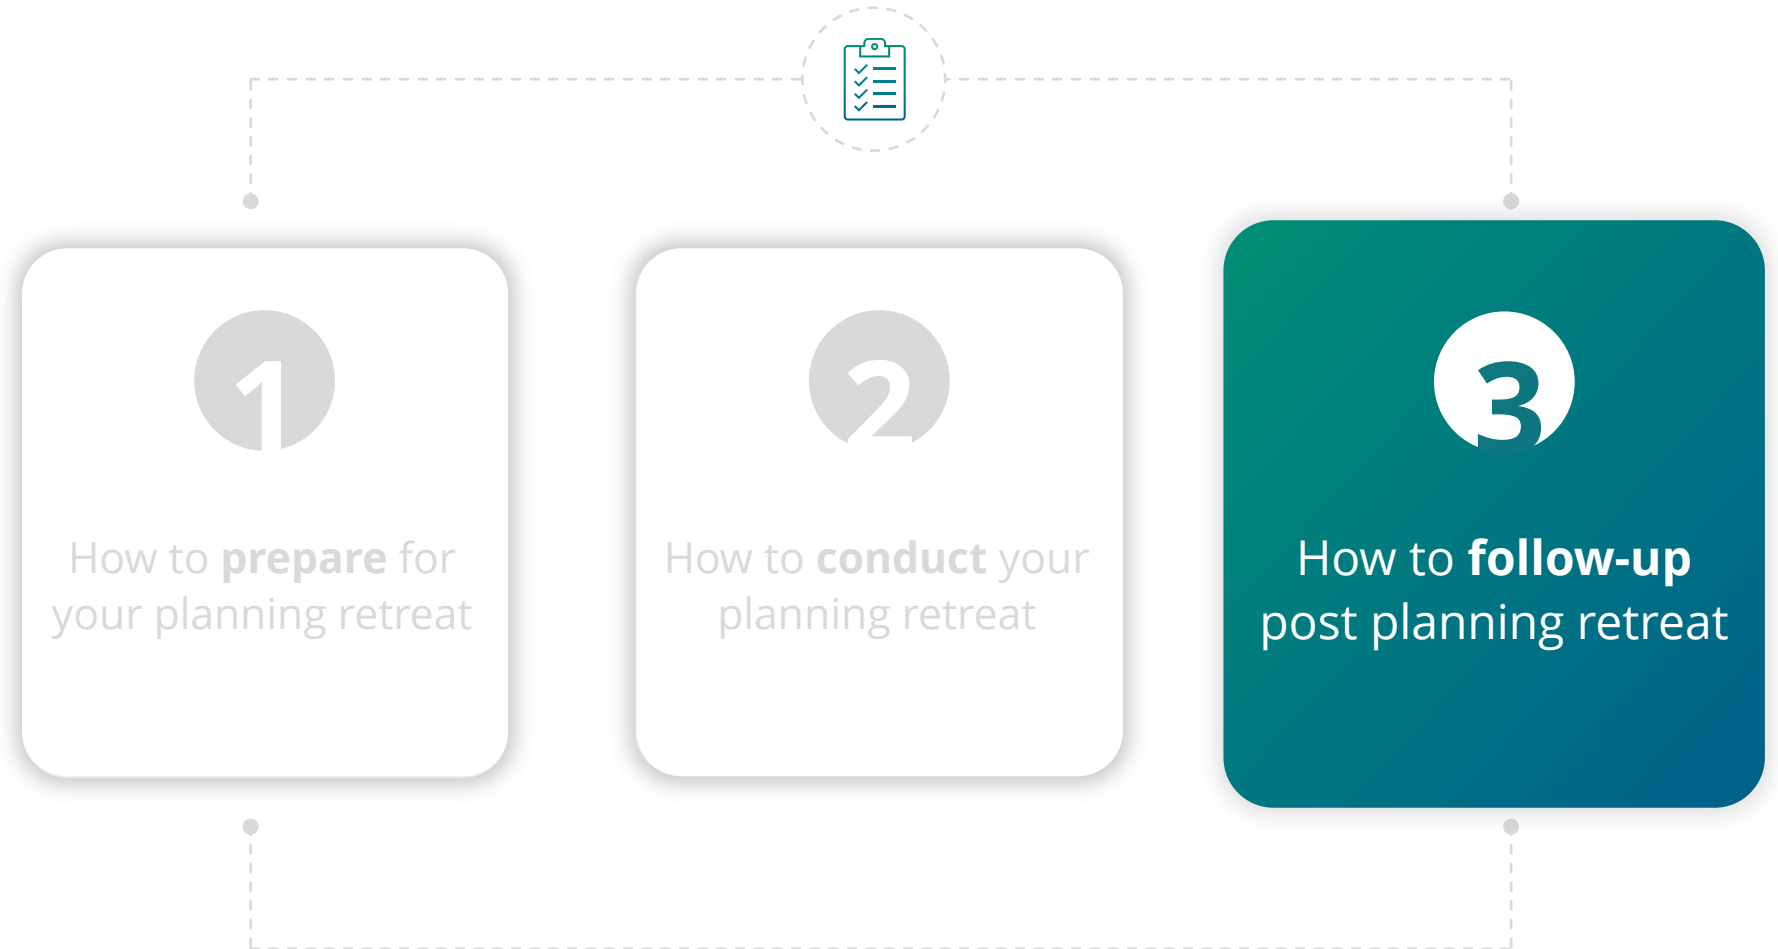 1
How to prepare for
your planning retreat
2
How to conduct your
planning retreat
3
How to follow-up
post planning retreat